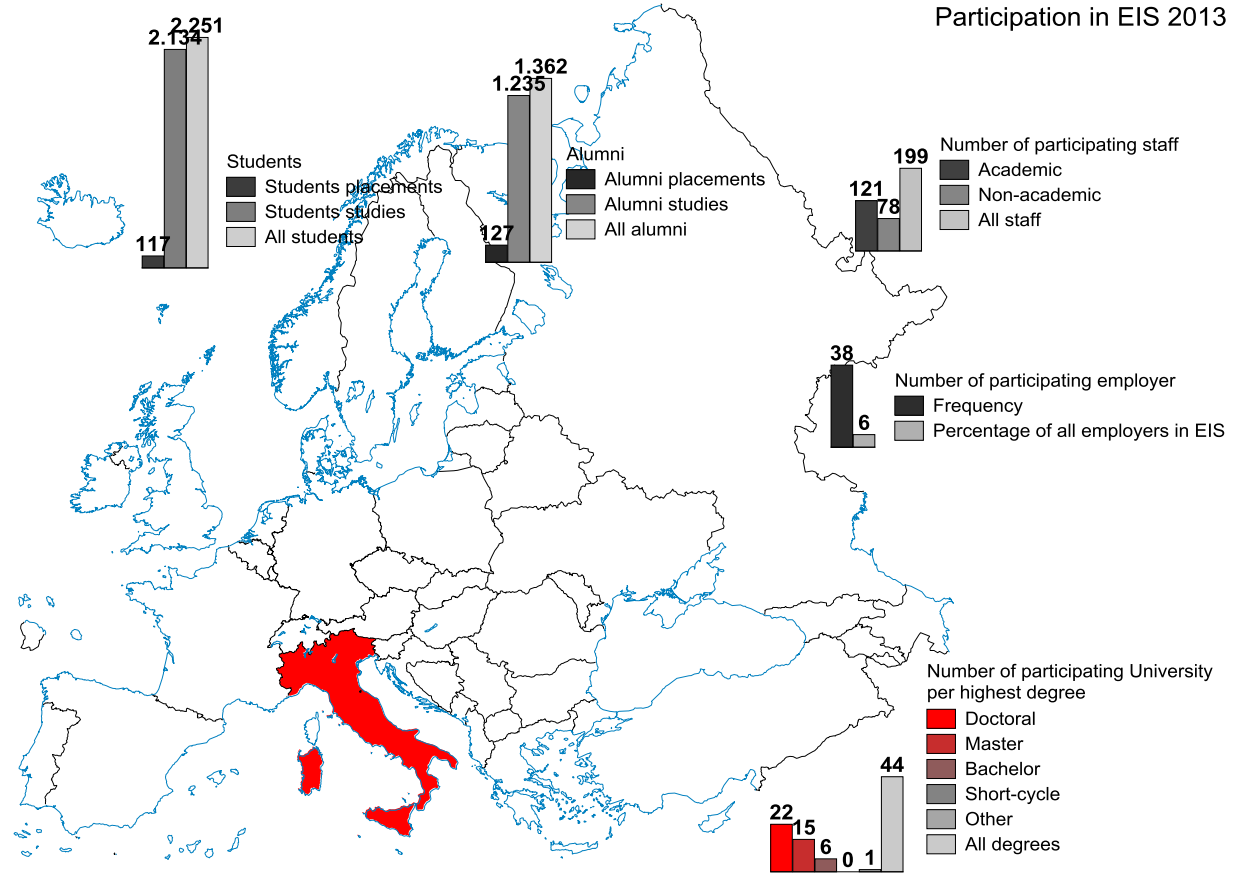 Participation in EIS 2013
2.251
2.134
117
Students
Students placements
Students studies
All students
1.362
1.235
127
Alumni
Alumni placements
Alumni studies
All alumni
199
121
78
Number of participating staff
Academic
Non-academic
All staff
38
6
Number of participating employer
Frequency
Percentage of all employers in EIS
Number of participating University
per highest degree
Doctoral
Master
Bachelor
Short-cycle
Other
All degrees
44
22
15
6
0
1